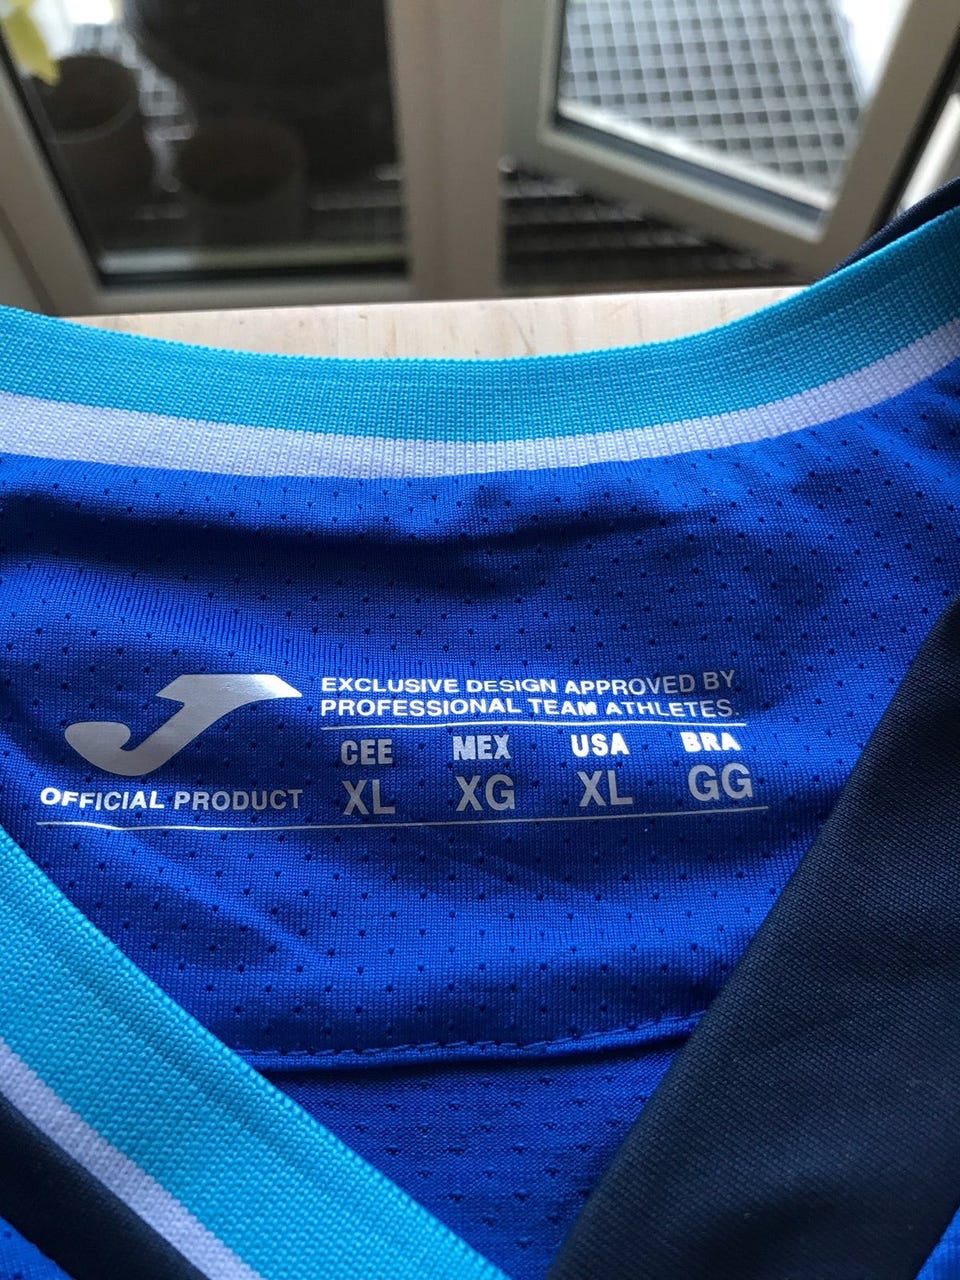 EXCLUSIVE DESIGN APPROVED BY
PROFESSIONAL TEAM ATHLETES.
CEE MEX USA BRA
XL XG XL GG
OFFICIAL PRODUCT